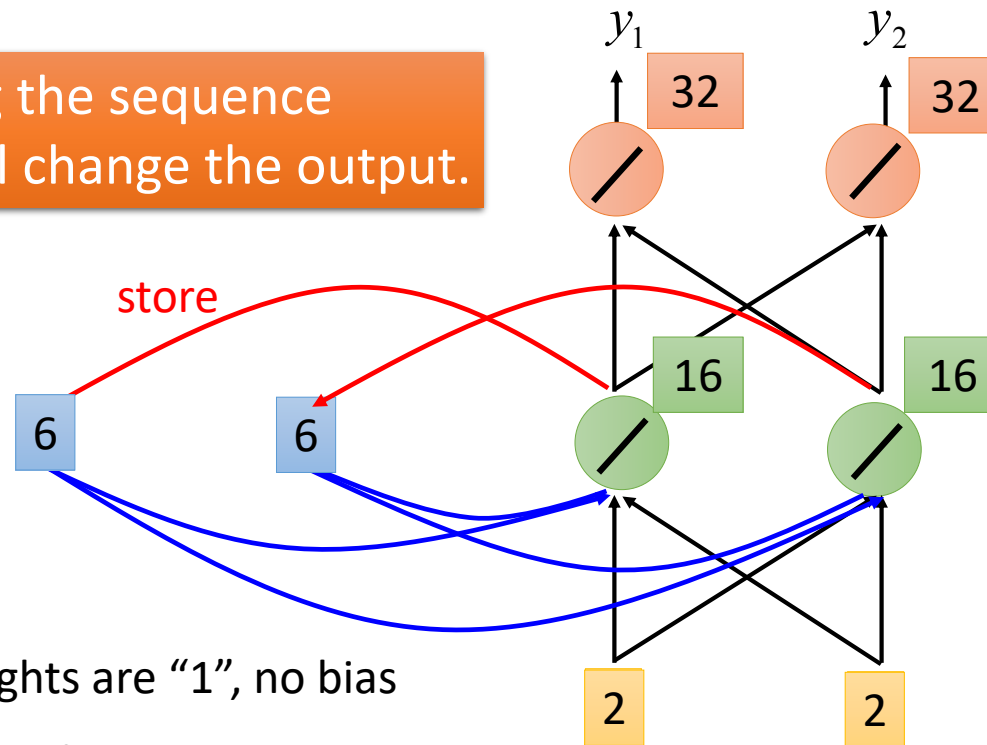 y₁
y₂
32
32
g the sequence
change the output.
store
16
16
6
6
ghts are “1”, no bias
2
2